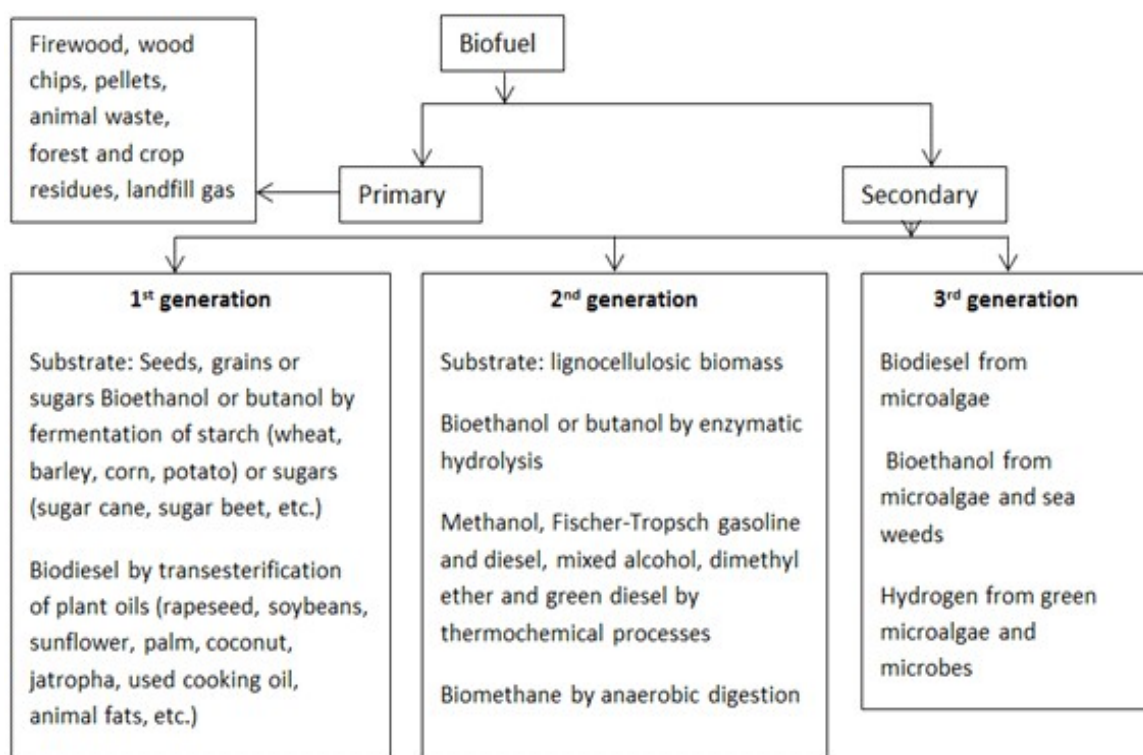 Biofuel
Firewood, wood
chips, pellets,
animal waste,
forest and crop
residues, landfill gas
Primary
Secondary
1st generation
Substrate: Seeds, grains or
sugars Bioethanol or butanol by
fermentation of starch (wheat,
barley, corn, potato) or sugars
(sugar cane, sugar beet, etc.)
Biodiesel by transesterification
of plant oils (rapeseed, soybeans,
sunflower, palm, coconut,
jatropha, used cooking oil,
animal fats, etc.)
2nd generation
Substrate: lignocellulosic biomass
Bioethanol or butanol by enzymatic
hydrolysis
Methanol, Fischer-Tropsch gasoline
and diesel, mixed alcohol, dimethyl
ether and green diesel by
thermochemical processes
Biomethane by anaerobic digestion
3rd generation
Biodiesel from
microalgae
Bioethanol from
microalgae and sea
weeds
Hydrogen from green
microalgae and
microbes